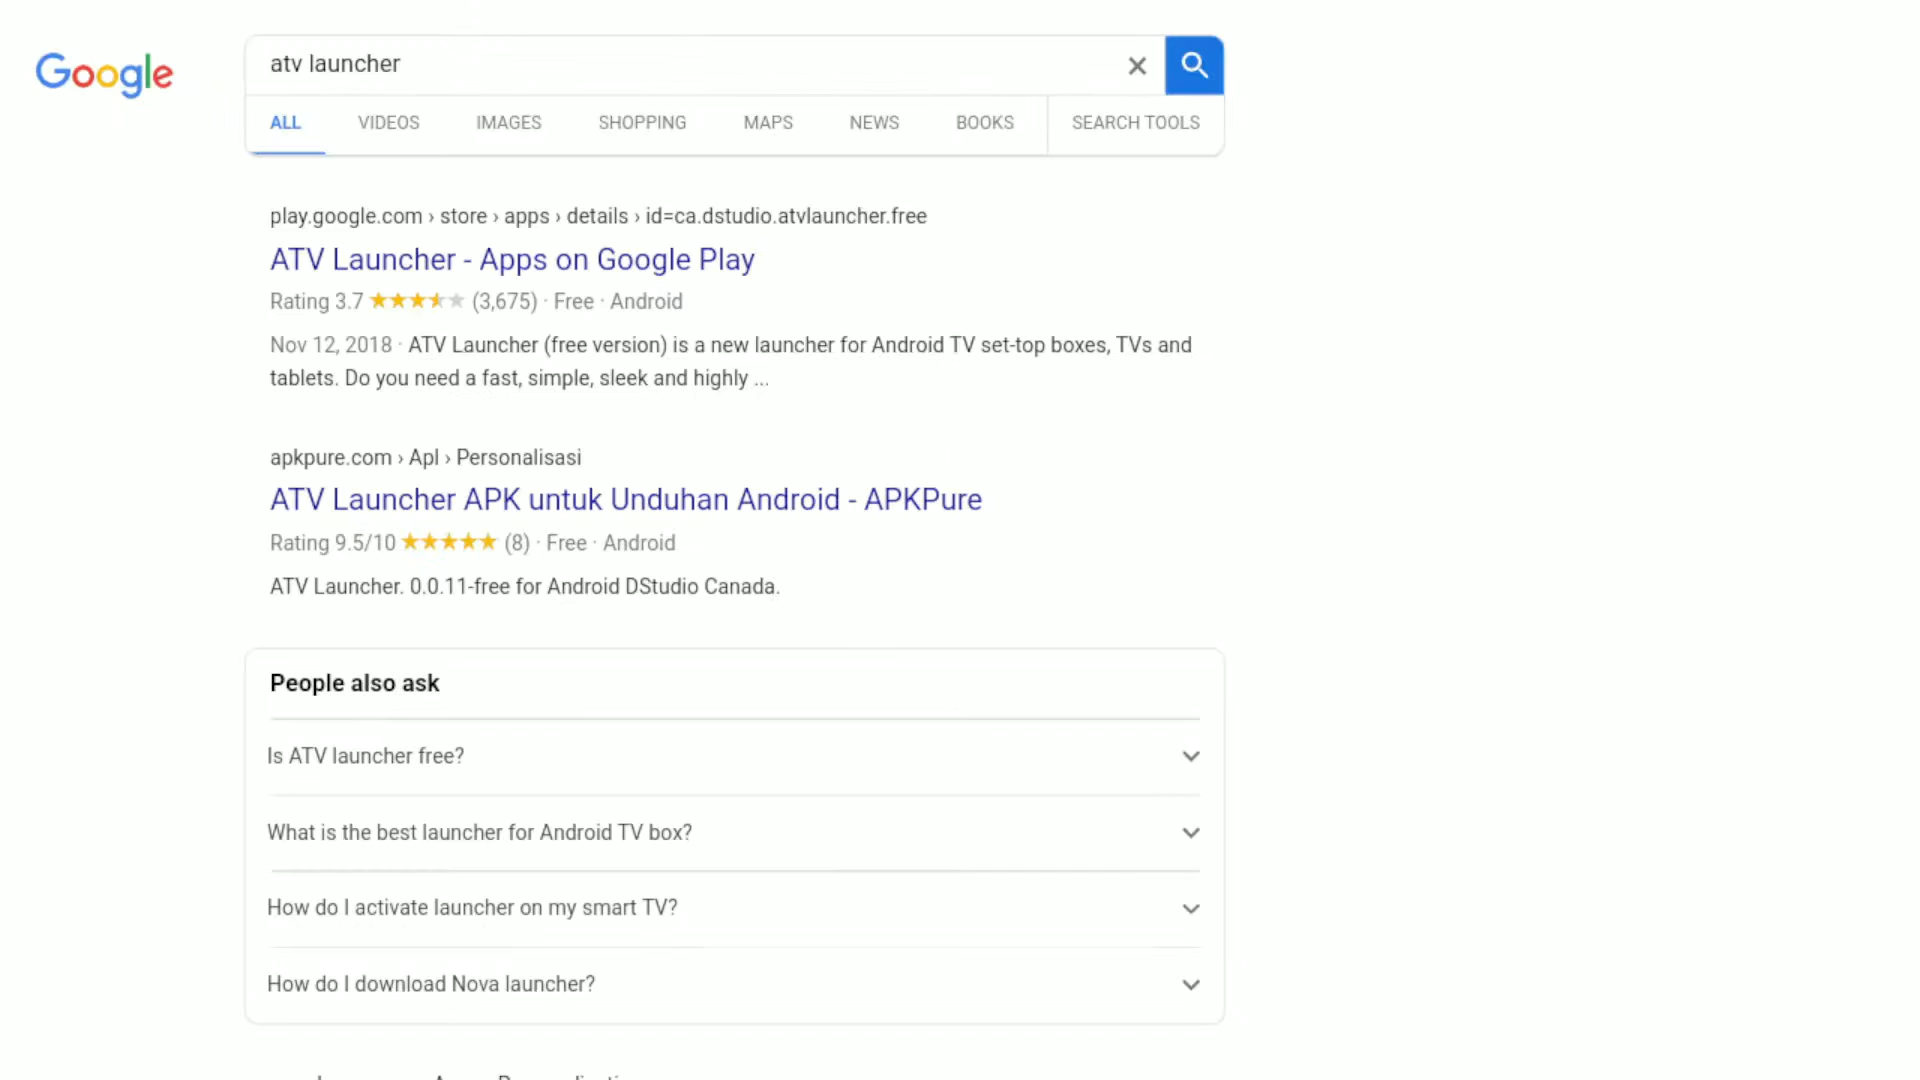 Google
atv launcher
ALL VIDEOS IMAGES SHOPPING MAPS NEWS BOOKS SEARCH TOOLS
play.google.com › store › apps › details › id=ca.dstudio.atvlauncher.free
ATV Launcher - Apps on Google Play
Rating 3.7 (3,675) · Free · Android
Nov 12, 2018 · ATV Launcher (free version) is a new launcher for Android TV set-top boxes, TVs and
tablets. Do you need a fast, simple, sleek and highly ...
apkpure.com › Apl › Personalisasi
ATV Launcher APK untuk Unduhan Android - APKPure
Rating 9.5/10 (8) · Free · Android
ATV Launcher. 0.0.11-free for Android DStudio Canada.
People also ask
Is ATV launcher free?
What is the best launcher for Android TV box?
How do I activate launcher on my smart TV?
How do I download Nova launcher?